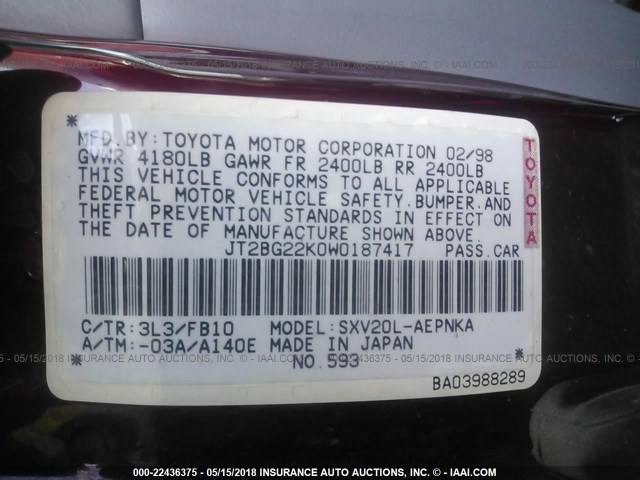 MFD.BY:TOYOTA MOTOR CORPORATION 02/98
GVWR 4180LB GAWR FR 2400LB RR 2400LB
THIS VEHICLE CONFORMS TO ALL APPLICABLE
FEDERAL MOTOR VEHICLE SAFETY.BUMPER.AND
THEFT PREVENTION STANDARDS IN EFFECT ON
THE DATE OF MANUFACTURE SHOWN ABOVE.
JT2BG22K0W0187417 PASS.CAR
TOYOTA
C/TR:3L3/FB10 MODEL:SXV20L-AEPNKA
A/TM:-03A/A140E MADE IN JAPAN
NO.593
BA03988289
000-22436375 - 05/15/2018 INSURANCE AUTO AUCTIONS, INC. - IAAI.COM